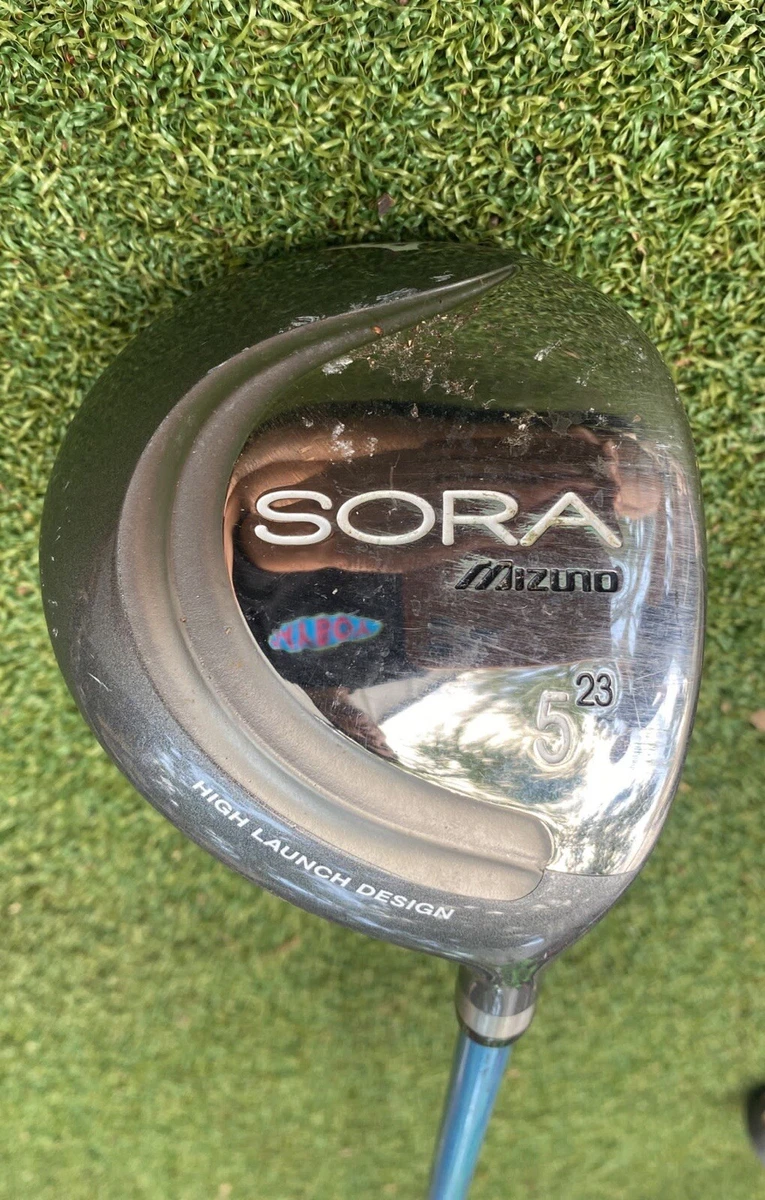 SORA
MIZUNO
5 23
HIGH LAUNCH DESIGN